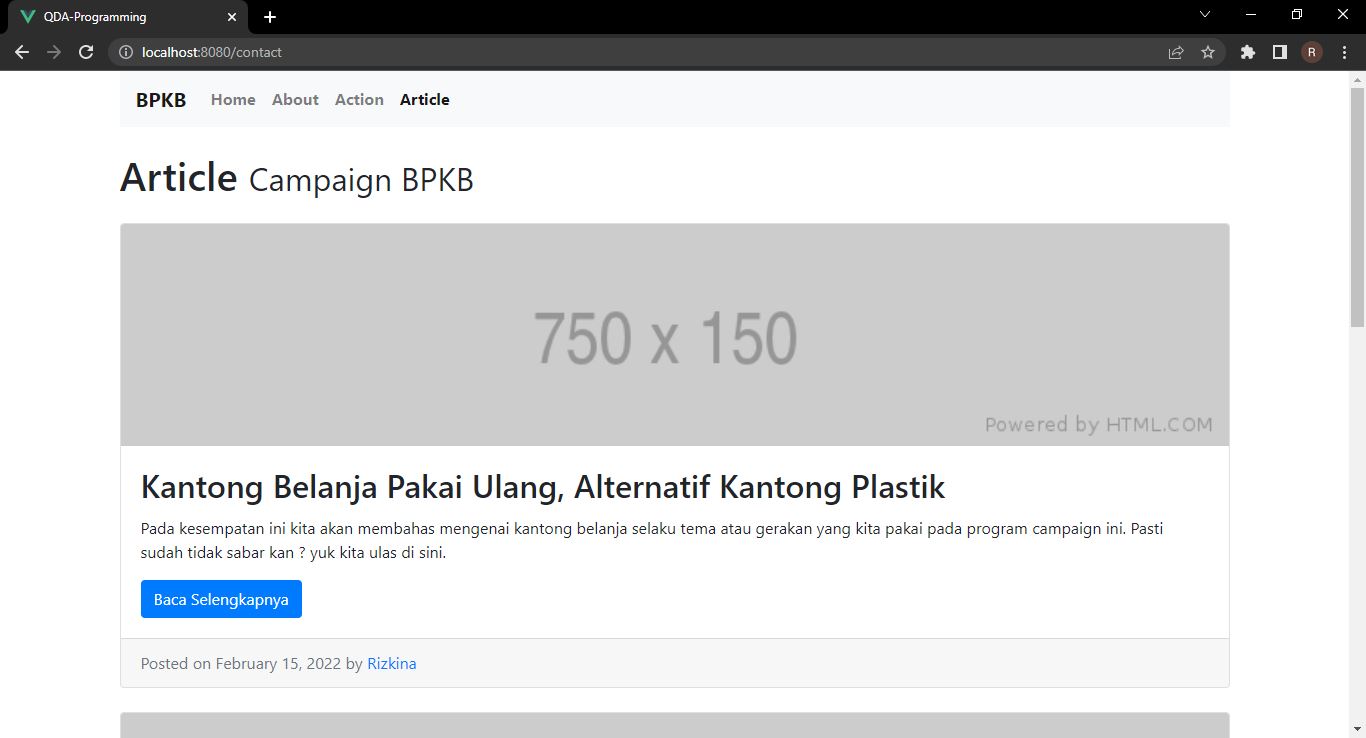 QDA-Programming
localhost:8080/contact
R
BPKB Home About Action Article
Article Campaign BPKB
750 x 150
Powered by HTML.COM
Kantong Belanja Pakai Ulang, Alternatif Kantong Plastik
Pada kesempatan ini kita akan membahas mengenai kantong belanja selaku tema atau gerakan yang kita pakai pada program campaign ini. Pasti
sudah tidak sabar kan ? yuk kita ulas di sini.
Baca Selengkapnya
Posted on February 15, 2022 by Rizkina